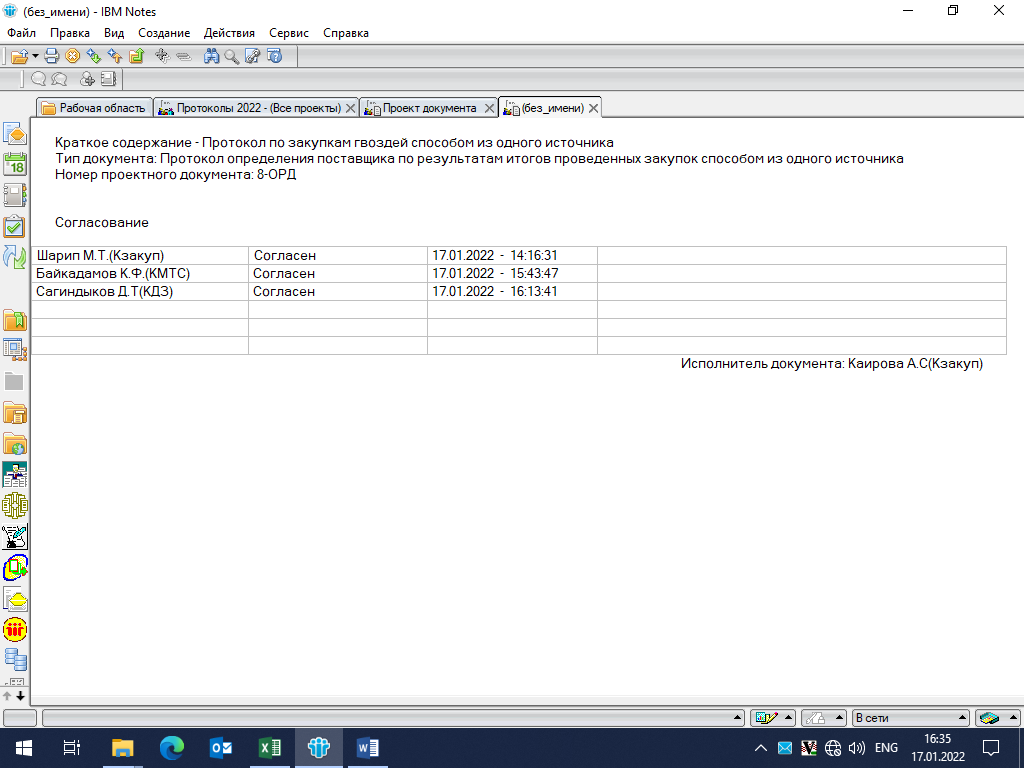 (без_имени) - IBM Notes
Файл Правка Вид Создание Действия Сервис Справка
Рабочая область Протоколы 2022 - (Все проекты) Проект документа (без_имени)
Краткое содержание - Протокол по закупкам гвоздей способом из одного источника
Тип документа: Протокол определения поставщика по результатам итогов проведенных закупок способом из одного источника
Номер проектного документа: 8-ОРД
Согласование
Шарип М.Т.(Кзакуп) Согласен 17.01.2022 - 14:16:31
Байкадамов К.Ф.(КМТС) Согласен 17.01.2022 - 15:43:47
Сагиндыков Д.Т(КДЗ) Согласен 17.01.2022 - 16:13:41
Исполнитель документа: Каирова А.С(Кзакуп)
18
В сети
ENG
16:35
17.01.2022